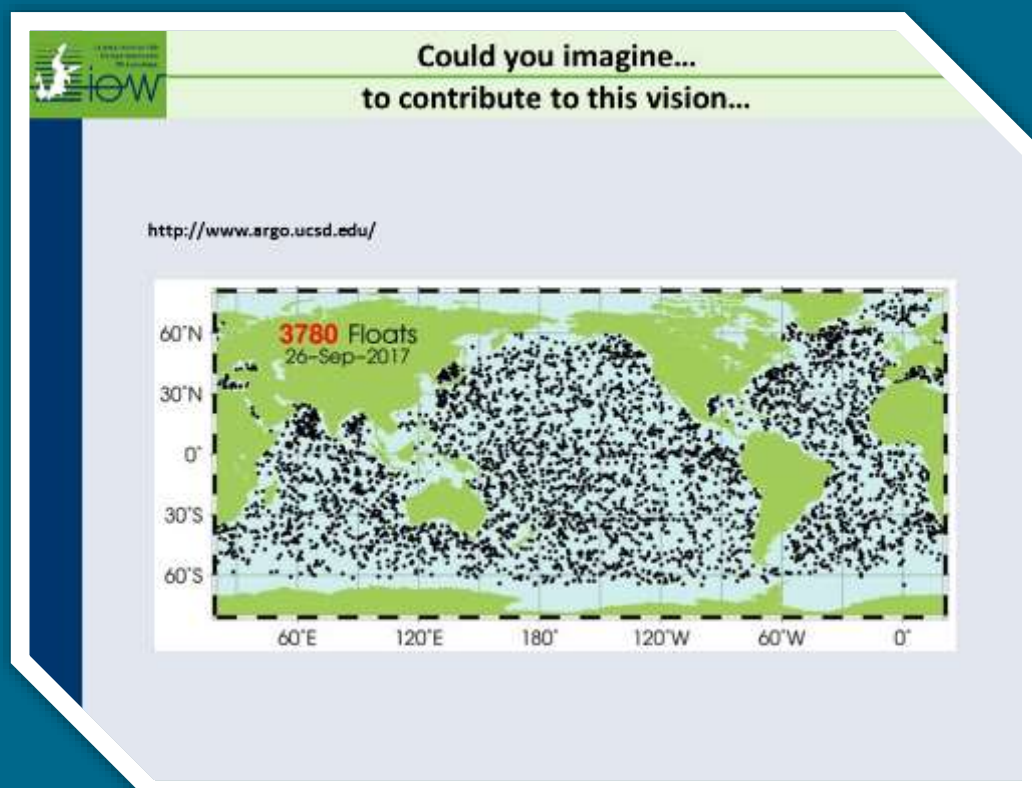 iow
Could you imagine…
to contribute to this vision…
http://www.argo.ucsd.edu/
3780 Floats
26-Sep-2017
60°N
30°N
0°
30°S
60°S
60°E 120°E 180° 120°W 60°W 0°